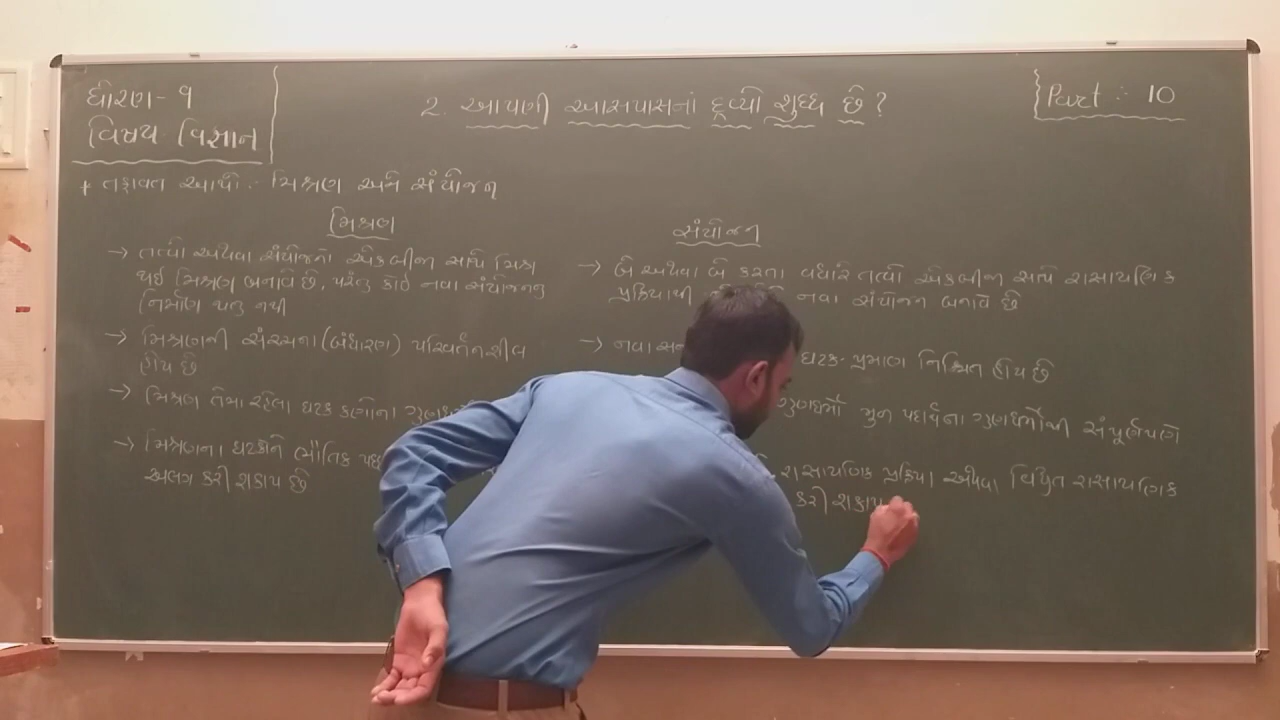 ધોરણ - ૧
વિષય - વિજ્ઞાન
2. આપણી આસપાસનાં દ્રવ્યો શુદ્ધ છે ?
Part : 10
* તફાવત આપો :- મિશ્રણ અને સંયોજન
મિશ્રણ
→ તત્વો અથવા સંયોજનો એકબીજા સાથે મિશ્ર
થઈ મિશ્રણ બનાવે છે, પરંતુ કોઈ નવા સંયોજનનુ
નિર્માણ થતુ નથી
→ મિશ્રણની સંરચના (બંધારણ) પરિવર્તનશીલ
હોય છે
→ મિશ્રણ તેમા રહેલા ઘટક કણોના
→ મિશ્રણના ઘટકોને ભૌતિક
અલગ કરી શકાય છે
સંયોજન
→ બે અથવા બે કરતા વધારે તત્વો એકબીજા સાથે રાસાયણિક
પ્રક્રિયાથી નવા સંયોજન બનાવે છે
→ નવા ઘટક-પ્રમાણ નિશ્ચિત હોય છે
ગુણધર્મો મુળ પદાર્થના ગુણધર્મોથી સંપૂર્ણપણે
રાસાયણિક પ્રક્રિયા અથવા વિદ્યુત રાસાયણિક
કરી શકાય